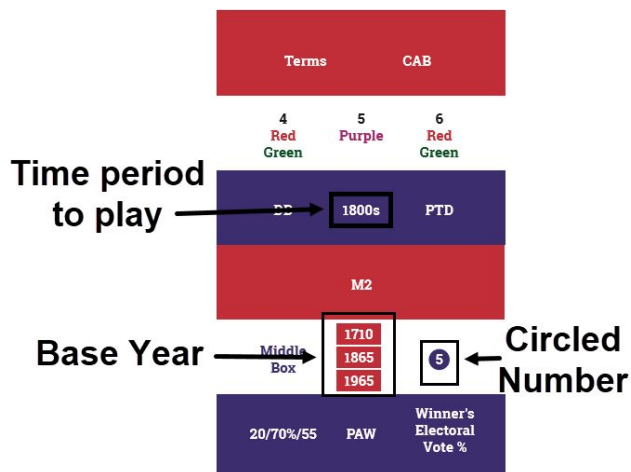 Terms CAB
4 5 6
Red Purple Red
Green Green
Time period
to play
DD 1800s PTD
M2
1710
Base Year Middle 1865 5 Circled
Box Number
1965
20/70%/55 PAW Winner's
Electoral
Vote %